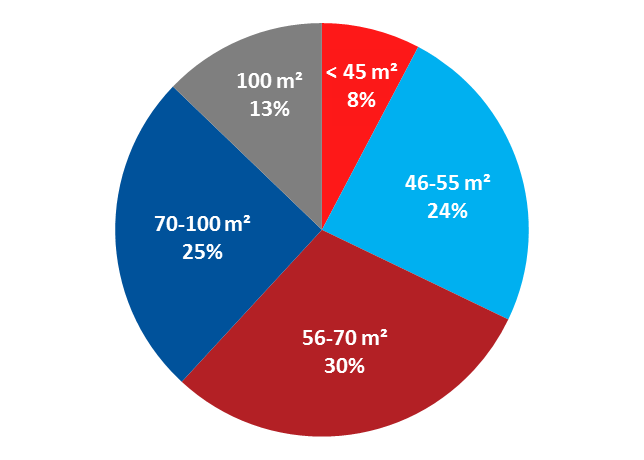 100 m²
13%
< 45 m²
8%
46-55 m²
24%
70-100 m²
25%
56-70 m²
30%